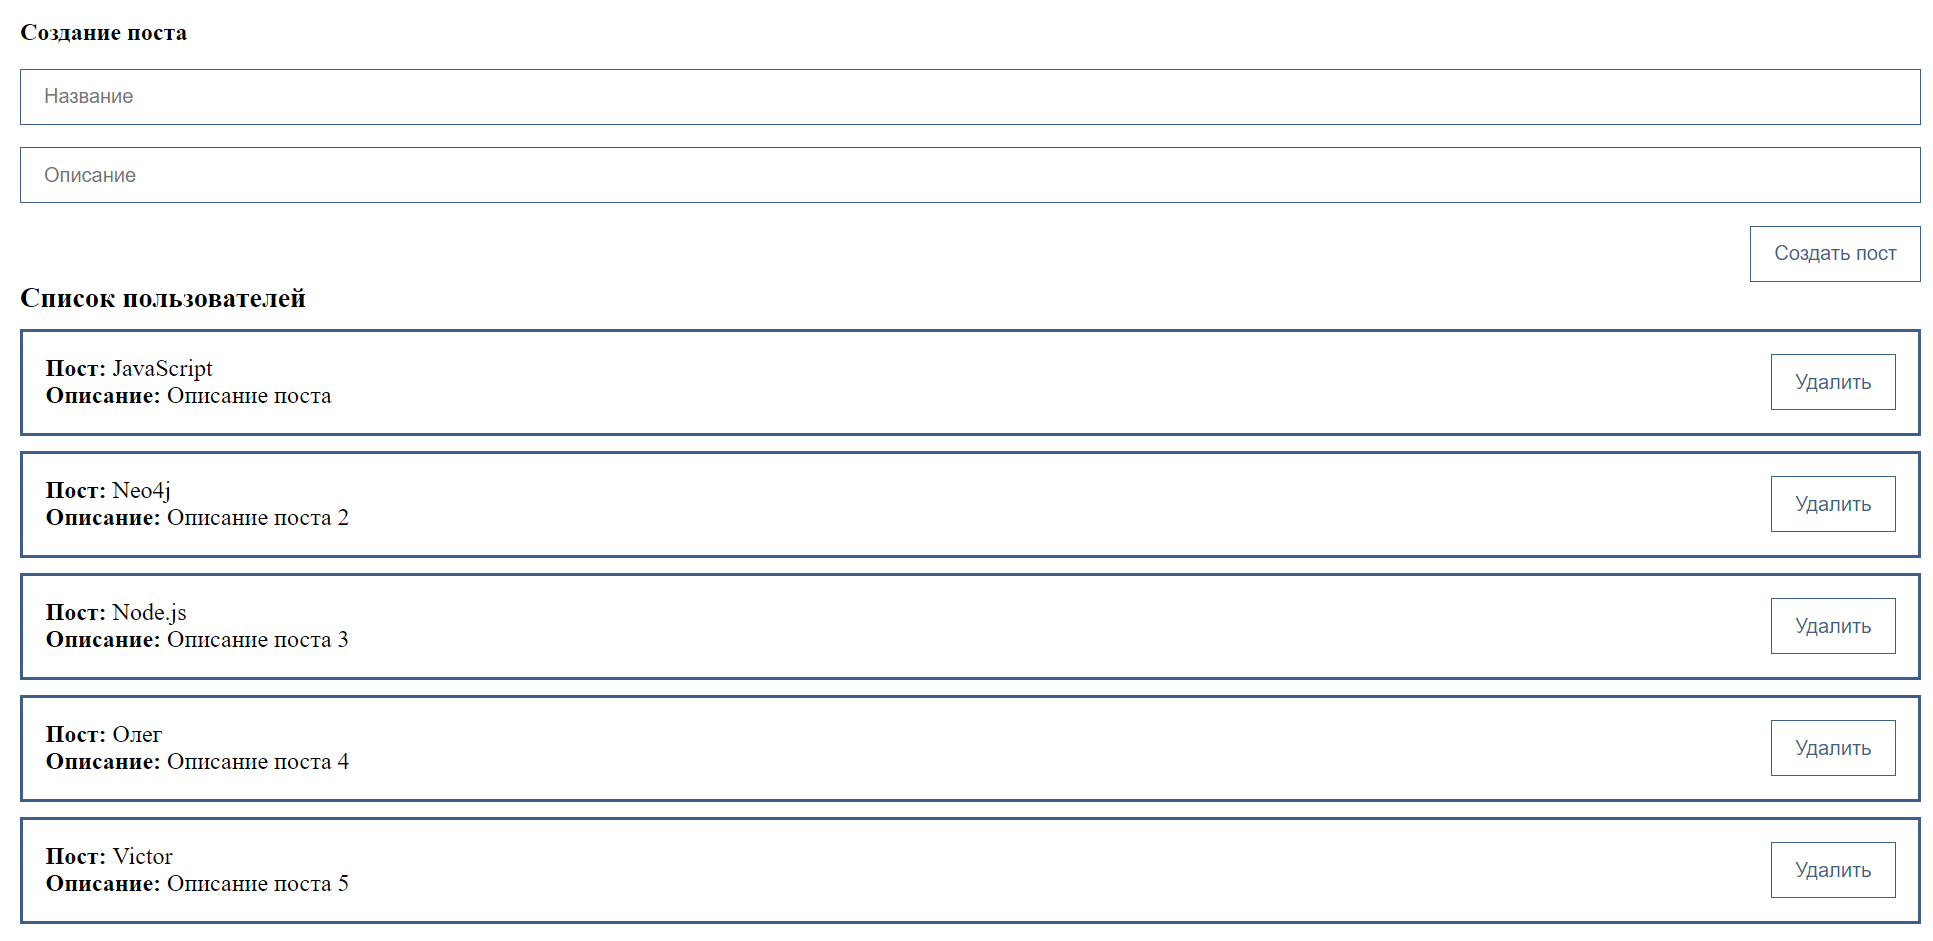 Создание поста
Название
Описание
Создать пост
Список пользователей
Пост: JavaScript
Описание: Описание поста
Удалить
Пост: Neo4j
Описание: Описание поста 2
Удалить
Пост: Node.js
Описание: Описание поста 3
Удалить
Пост: Олег
Описание: Описание поста 4
Удалить
Пост: Victor
Описание: Описание поста 5
Удалить